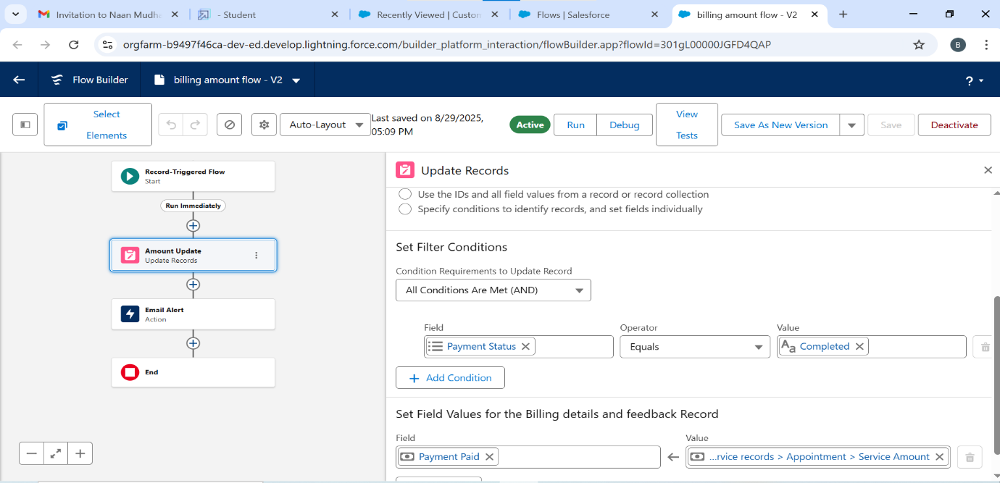 Invitation to Naan Mudha
- Student
Recently Viewed | Custom
Flows | Salesforce
billing amount flow - V2
orgfarm-b9497f46ca-dev-ed.develop.lightning.force.com/builder_platform_interaction/flowBuilder.app?flowId=301gL00000JGFD4QAP
B
Flow Builder
billing amount flow - V2
?
Select
Elements
Auto-Layout
Last saved on 8/29/2025,
05:09 PM
Active
Run
Debug
View
Tests
Save As New Version
Save
Deactivate
Record-Triggered Flow
Start
Run Immediately
Amount Update
Update Records
Email Alert
Action
End
Update Records
Use the IDs and all field values from a record or record collection
Specify conditions to identify records, and set fields individually
Set Filter Conditions
Condition Requirements to Update Record
All Conditions Are Met (AND)
Field
Operator
Value
Payment Status
Equals
Aa Completed
Add Condition
Set Field Values for the Billing details and feedback Record
Field
Value
Payment Paid
...rvice records > Appointment > Service Amount